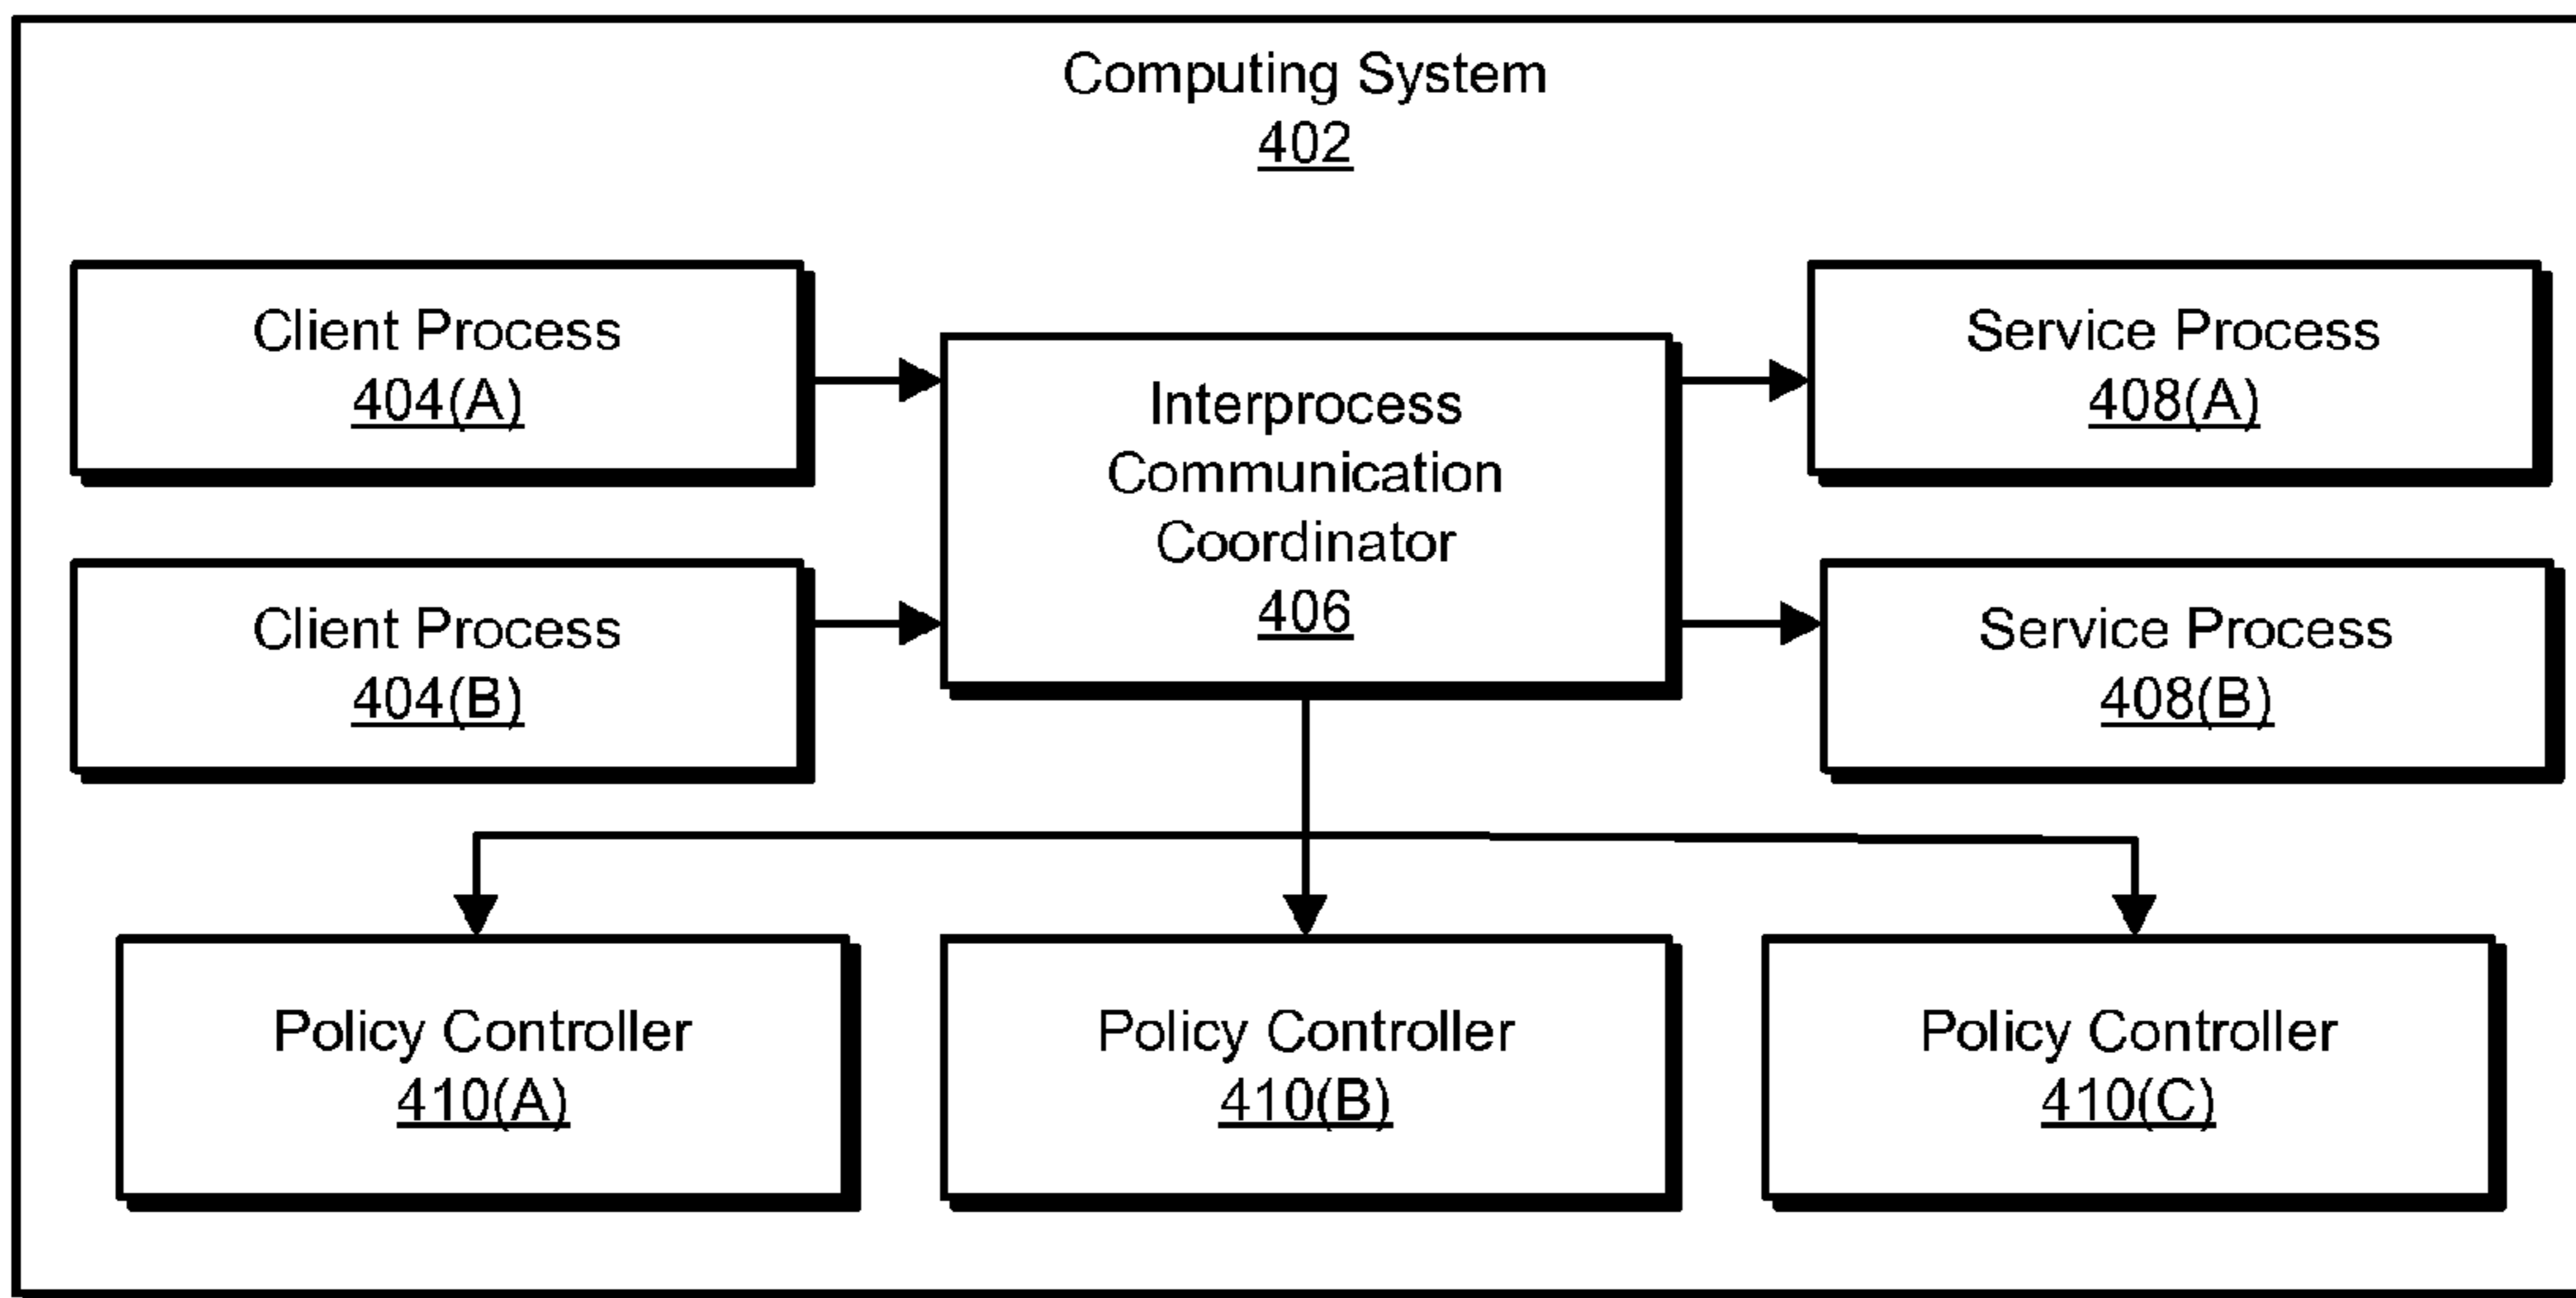 Computing System
402
Client Process
404(A)
Client Process
404(B)
Interprocess
Communication
Coordinator
406
Service Process
408(A)
Service Process
408(B)
Policy Controller
410(A)
Policy Controller
410(B)
Policy Controller
410(C)